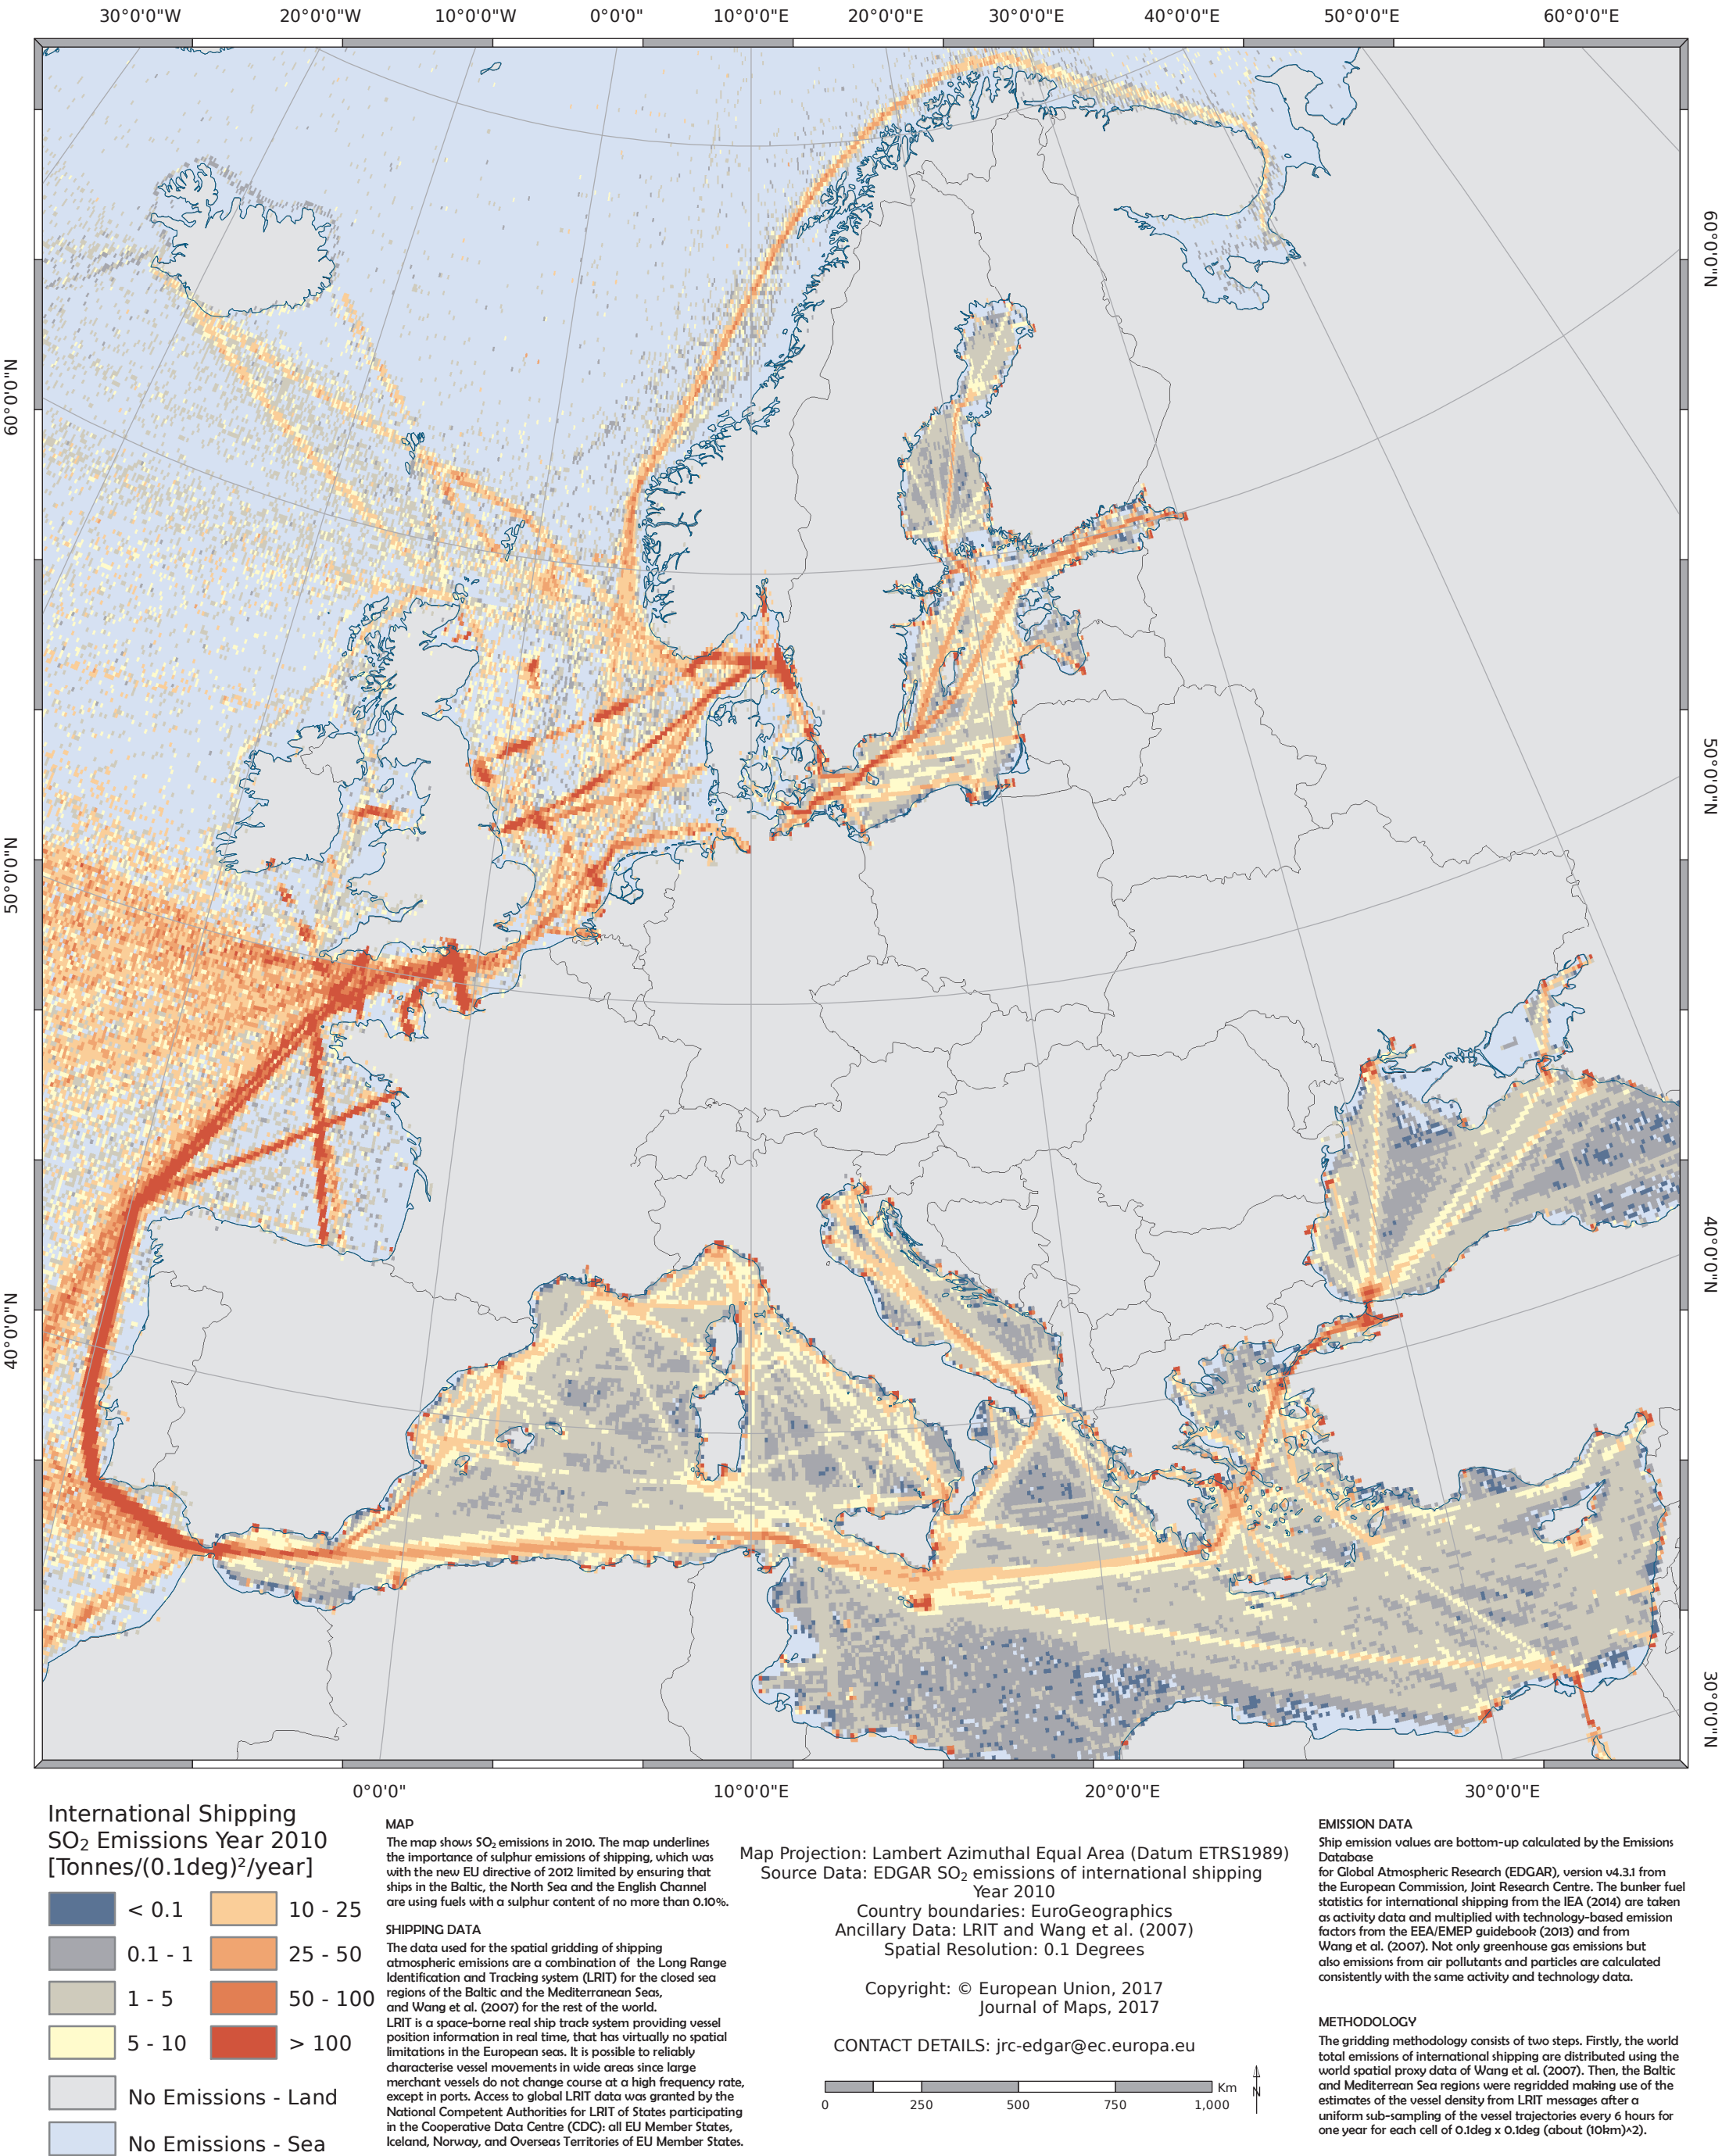 30°0'0"W
20°0'0"W
10°0'0"W
0°0'0"
10°0'0"E
20°0'0"E
30°0'0"E
40°0'0"E
50°0'0"E
60°0'0"E
60°0'0"N
50°0'0"N
40°0'0"N
60°0'0"N
50°0'0"N
40°0'0"N
30°0'0"N
0°0'0"
10°0'0"E
20°0'0"E
30°0'0"E
International Shipping
SO₂ Emissions Year 2010
[Tonnes/(0.1deg)²/year]
< 0.1
0.1 - 1
1 - 5
5 - 10
10 - 25
25 - 50
50 - 100
> 100
No Emissions - Land
No Emissions - Sea
MAP
The map shows SO₂ emissions in 2010. The map underlines
the importance of sulphur emissions of shipping, which was
with the new EU directive of 2012 limited by ensuring that
ships in the Baltic, the North Sea and the English Channel
are using fuels with a sulphur content of no more than 0.10%.
SHIPPING DATA
The data used for the spatial gridding of shipping
atmospheric emissions are a combination of the Long Range
Identification and Tracking system (LRIT) for the closed sea
regions of the Baltic and the Mediterranean Seas,
and Wang et al. (2007) for the rest of the world.
LRIT is a space-borne real ship track system providing vessel
position information in real time, that has virtually no spatial
limitations in the European seas. It is possible to reliably
characterise vessel movements in wide areas since large
merchant vessels do not change course at a high frequency rate,
except in ports. Access to global LRIT data was granted by the
National Competent Authorities for LRIT of States participating
in the Cooperative Data Centre (CDC): all EU Member States,
Iceland, Norway, and Overseas Territories of EU Member States.
Map Projection: Lambert Azimuthal Equal Area (Datum ETRS1989)
Source Data: EDGAR SO₂ emissions of international shipping
Year 2010
Country boundaries: EuroGeographics
Ancillary Data: LRIT and Wang et al. (2007)
Spatial Resolution: 0.1 Degrees
Copyright: © European Union, 2017
Journal of Maps, 2017
CONTACT DETAILS: jrc-edgar@ec.europa.eu
Km
N
0
250
500
750
1,000
EMISSION DATA
Ship emission values are bottom-up calculated by the Emissions
Database
for Global Atmospheric Research (EDGAR), version v4.3.1 from
the European Commission, Joint Research Centre. The bunker fuel
statistics for international shipping from the IEA (2014) are taken
as activity data and multiplied with technology-based emission
factors from the EEA/EMEP guidebook (2013) and from
Wang et al. (2007). Not only greenhouse gas emissions but
also emissions from air pollutants and particles are calculated
consistently with the same activity and technology data.
METHODOLOGY
The gridding methodology consists of two steps. Firstly, the world
total emissions of international shipping are distributed using the
world spatial proxy data of Wang et al. (2007). Then, the Baltic
and Mediterrean Sea regions were regridded making use of the
estimates of the vessel density from LRIT messages after a
uniform sub-sampling of the vessel trajectories every 6 hours for
one year for each cell of 0.1deg x 0.1deg (about (10km)^2).